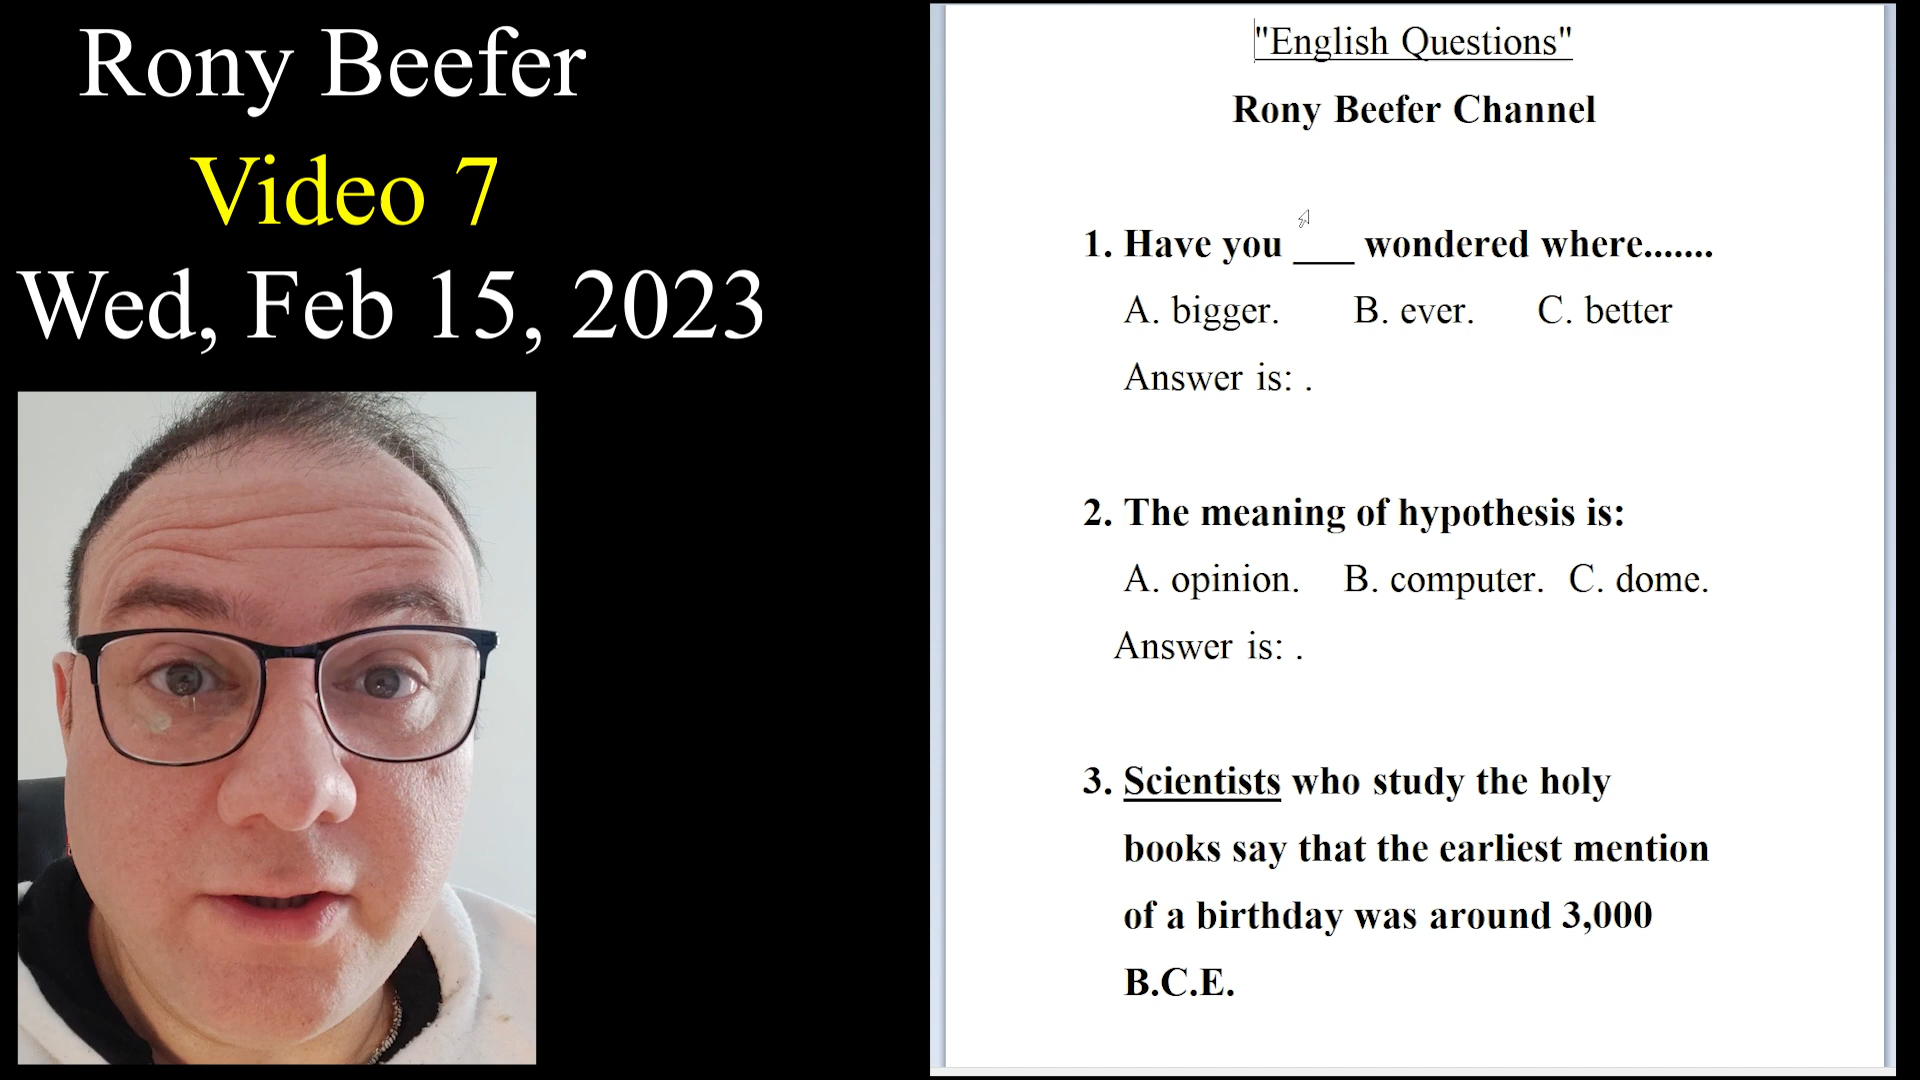 Rony Beefer
Video 7
Wed, Feb 15, 2023
"English Questions"
Rony Beefer Channel
1. Have you ___ wondered where.......
A. bigger. B. ever. C. better
Answer is: .
2. The meaning of hypothesis is:
A. opinion. B. computer. C. dome.
Answer is: .
3. Scientists who study the holy
books say that the earliest mention
of a birthday was around 3,000
B.C.E.